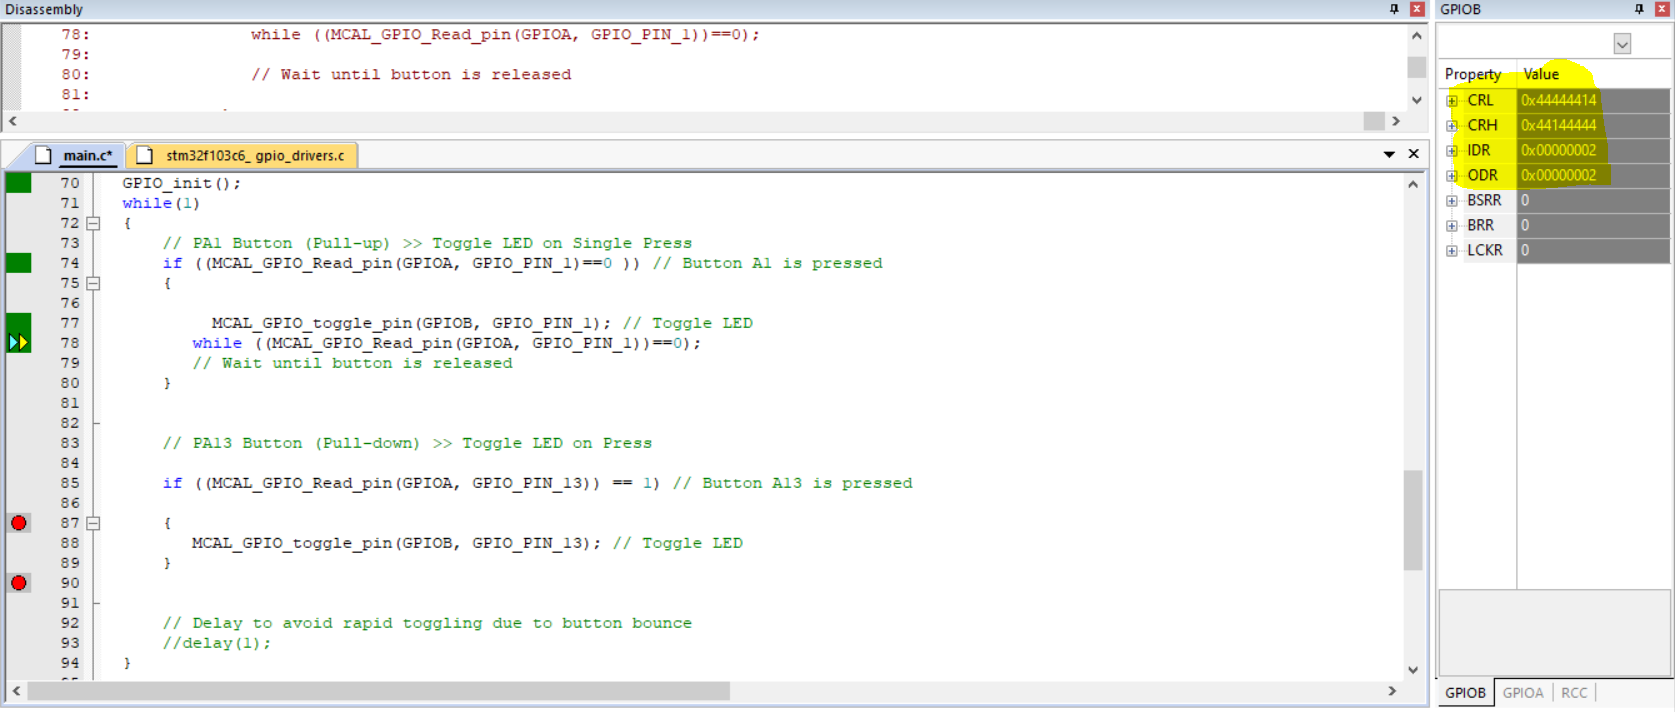 Disassembly
78: while ((MCAL_GPIO_Read_pin(GPIOA, GPIO_PIN_1))==0);
79:
80: // Wait until button is released
81:
main.c*
stm32f103c6_ gpio_drivers.c
70 GPIO_init();
71 while(1)
72 {
73 // PA1 Button (Pull-up) >> Toggle LED on Single Press
74 if ((MCAL_GPIO_Read_pin(GPIOA, GPIO_PIN_1)==0 )) // Button A1 is pressed
75 {
76
77 MCAL_GPIO_toggle_pin(GPIOB, GPIO_PIN_1); // Toggle LED
78 while ((MCAL_GPIO_Read_pin(GPIOA, GPIO_PIN_1))==0);
79 // Wait until button is released
80 }
81
82
83 // PA13 Button (Pull-down) >> Toggle LED on Press
84
85 if ((MCAL_GPIO_Read_pin(GPIOA, GPIO_PIN_13)) == 1) // Button A13 is pressed
86
87 {
88 MCAL_GPIO_toggle_pin(GPIOB, GPIO_PIN_13); // Toggle LED
89 }
90
91
92 // Delay to avoid rapid toggling due to button bounce
93 //delay(1);
94 }
GPIOB
Property Value
CRL 0x44444414
CRH 0x44144444
IDR 0x00000002
ODR 0x00000002
BSRR 0
BRR 0
LCKR 0
GPIOB GPIOA RCC